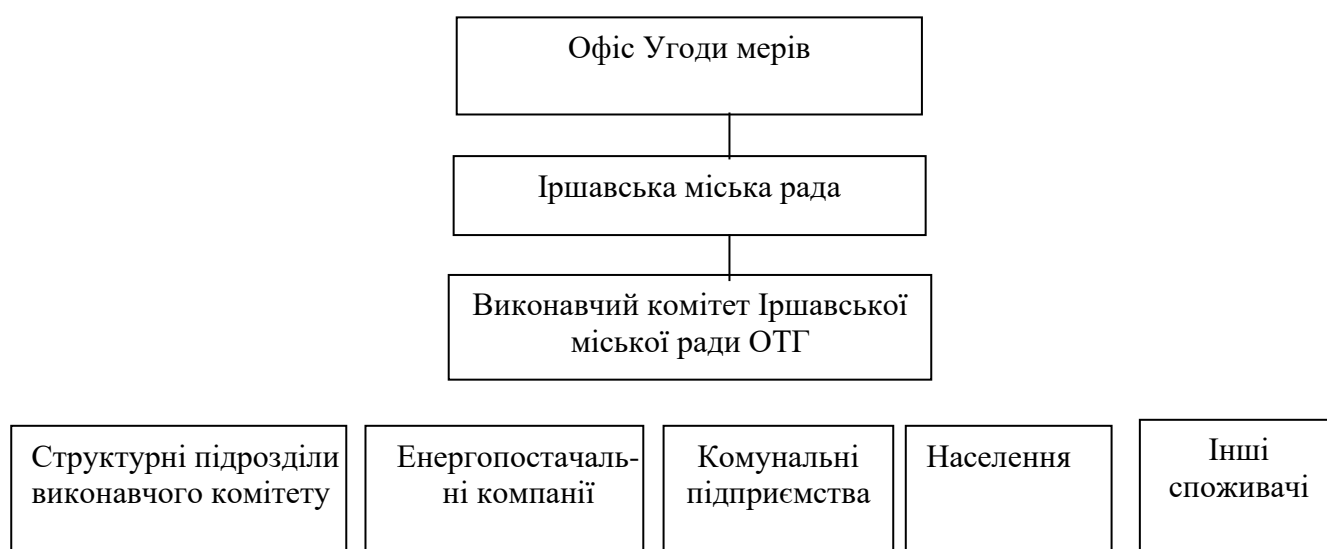 Офіс Угоди мерів
Іршавська міська рада
Виконавчий комітет Іршавської
міської ради ОТГ
Структурні підрозділи
виконавчого комітету
Енергопостачаль-
ні компанії
Комунальні
підприємства
Населення
Інші
споживачі